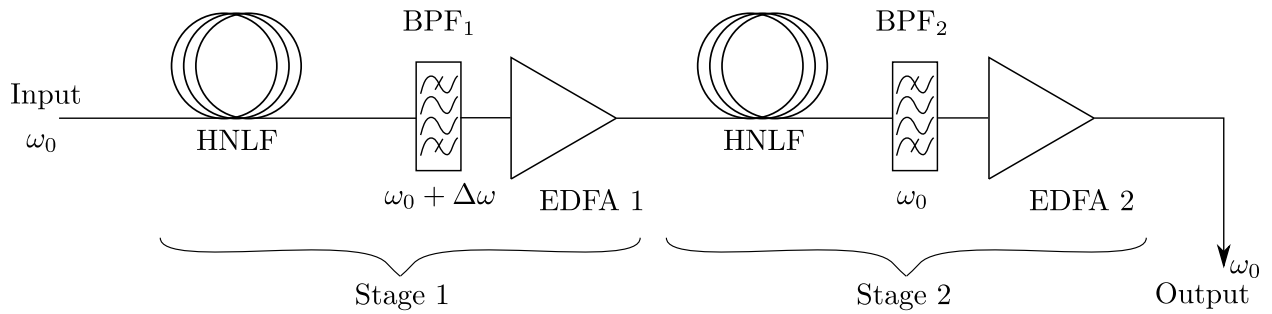 BPF₁
BPF₂
Input
ω₀
HNLF
HNLF
ω₀ + Δω
EDFA 1
ω₀
EDFA 2
Stage 1
Stage 2
ω₀
Output